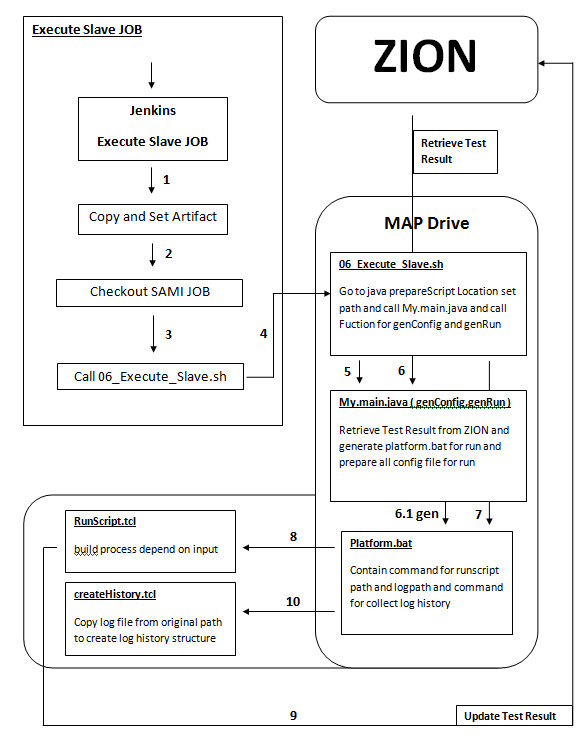 Execute Slave JOB
ZION
Jenkins
Execute Slave JOB
Retrieve Test
Result
1
Copy and Set Artifact
MAP Drive
2
06_Execute_Slave.sh
Checkout SAMI JOB
Go to java prepareScript Location set
path and call My.main.java and call
Fuction for genConfig and genRun
3
4
Call 06_Execute_Slave.sh
5
6
My.main.java ( genConfig,genRun )
Retrieve Test Result from ZION and
generate platform.bat for run and
prepare all config file for run
6.1 gen
7
RunScript.tcl
build process depend on input
8
Platform.bat
Contain command for runscript
path and logpath and command
for collect log history
createHistory.tcl
Copy log file from original path
to create log history structure
10
9
Update Test Result